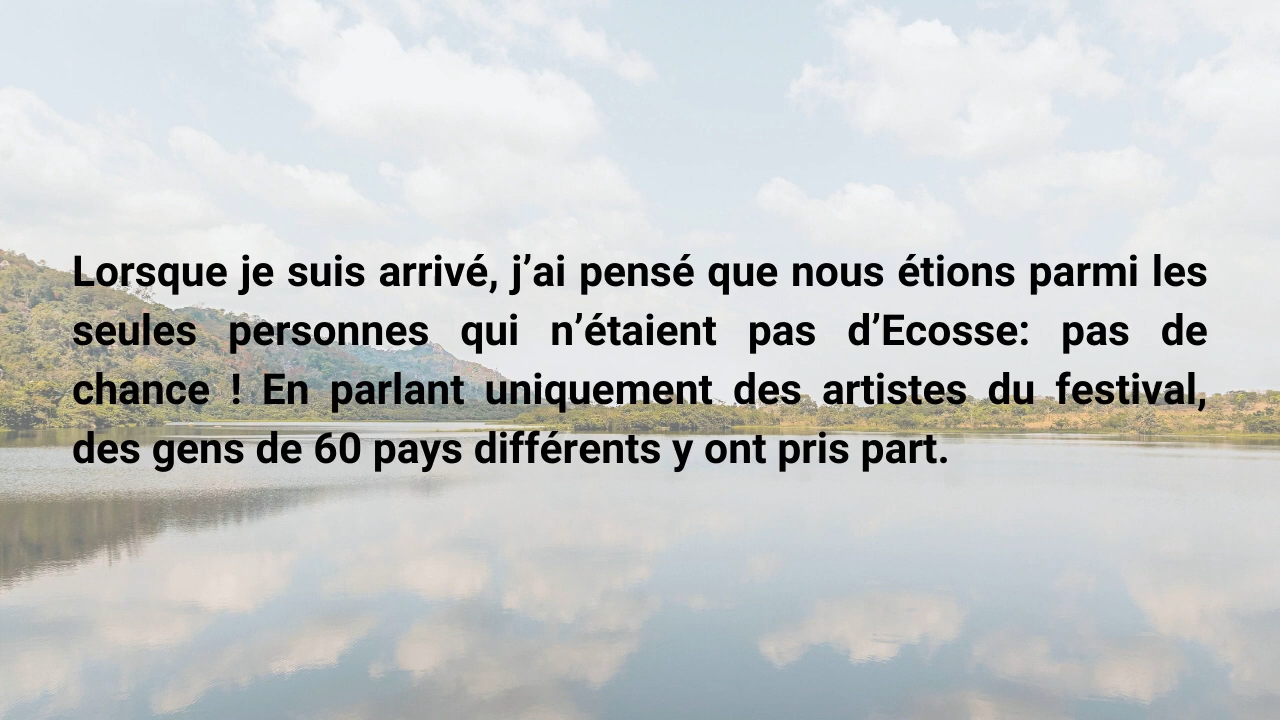 Lorsque je suis arrivé, j’ai pensé que nous étions parmi les
seules personnes qui n’étaient pas d’Ecosse: pas de
chance ! En parlant uniquement des artistes du festival,
des gens de 60 pays différents y ont pris part.